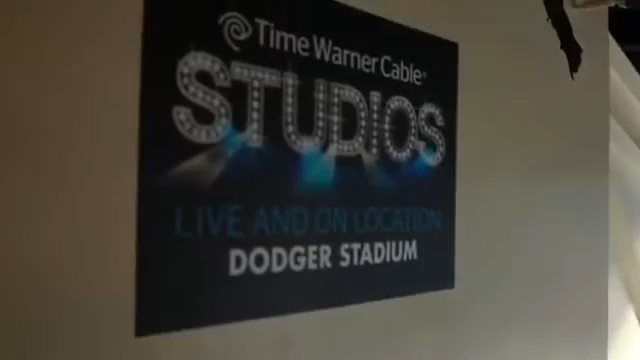 Time Warner Cable
STUDIOS
LIVE AND ON LOCATION
DODGER STADIUM